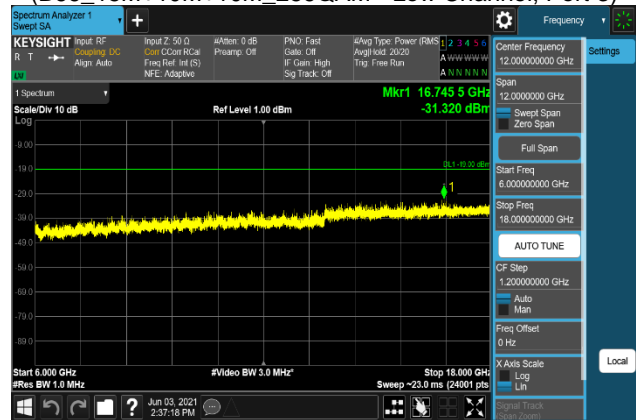 Spectrum Analyzer 1
Swept SA
Frequency
KEYSIGHT
R T
LW
Input: RF
Coupling: DC
Align: Auto
Input Z: 50 Ω
Corr CCorr RCal
Freq Ref: Int (S)
NFE: Adaptive
#Atten: 0 dB
Preamp: Off
PNO: Fast
Gate: Off
IF Gain: High
Sig Track: Off
#Avg Type: Power (RMS
Avg|Hold: 20/20
Trig: Free Run
1 2 3 4 5 6
A WW WW W
A N N N N N
1 Spectrum
Mkr1 16.745 5 GHz
-31.320 dBm
Scale/Div 10 dB
Ref Level 1.00 dBm
Log
-9.00
-19.0
-29.0
-39.0
-49.0
-59.0
-69.0
-79.0
-89.0
DL1 -19.00 dBm
1
Start 6.000 GHz
#Res BW 1.0 MHz
#Video BW 3.0 MHz*
Stop 18.000 GHz
Sweep ~23.0 ms (24001 pts
Center Frequency
12.00000000 GHz
Settings
Span
12.0000000 GHz
Swept Span
Zero Span
Full Span
Start Freq
6.000000000 GHz
Stop Freq
18.000000000 GHz
AUTO TUNE
CF Step
1.200000000 GHz
Auto
Man
Freq Offset
0 Hz
X Axis Scale
Log
Lin
Local
Signal Track
(Span Zoom)
?
Jun 03, 2021
2:37:18 PM